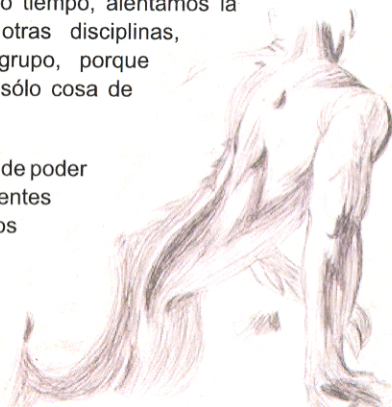 tiempo, alentamos la
otras disciplinas,
grupo, porque
sólo cosa de
de poder
entes
os